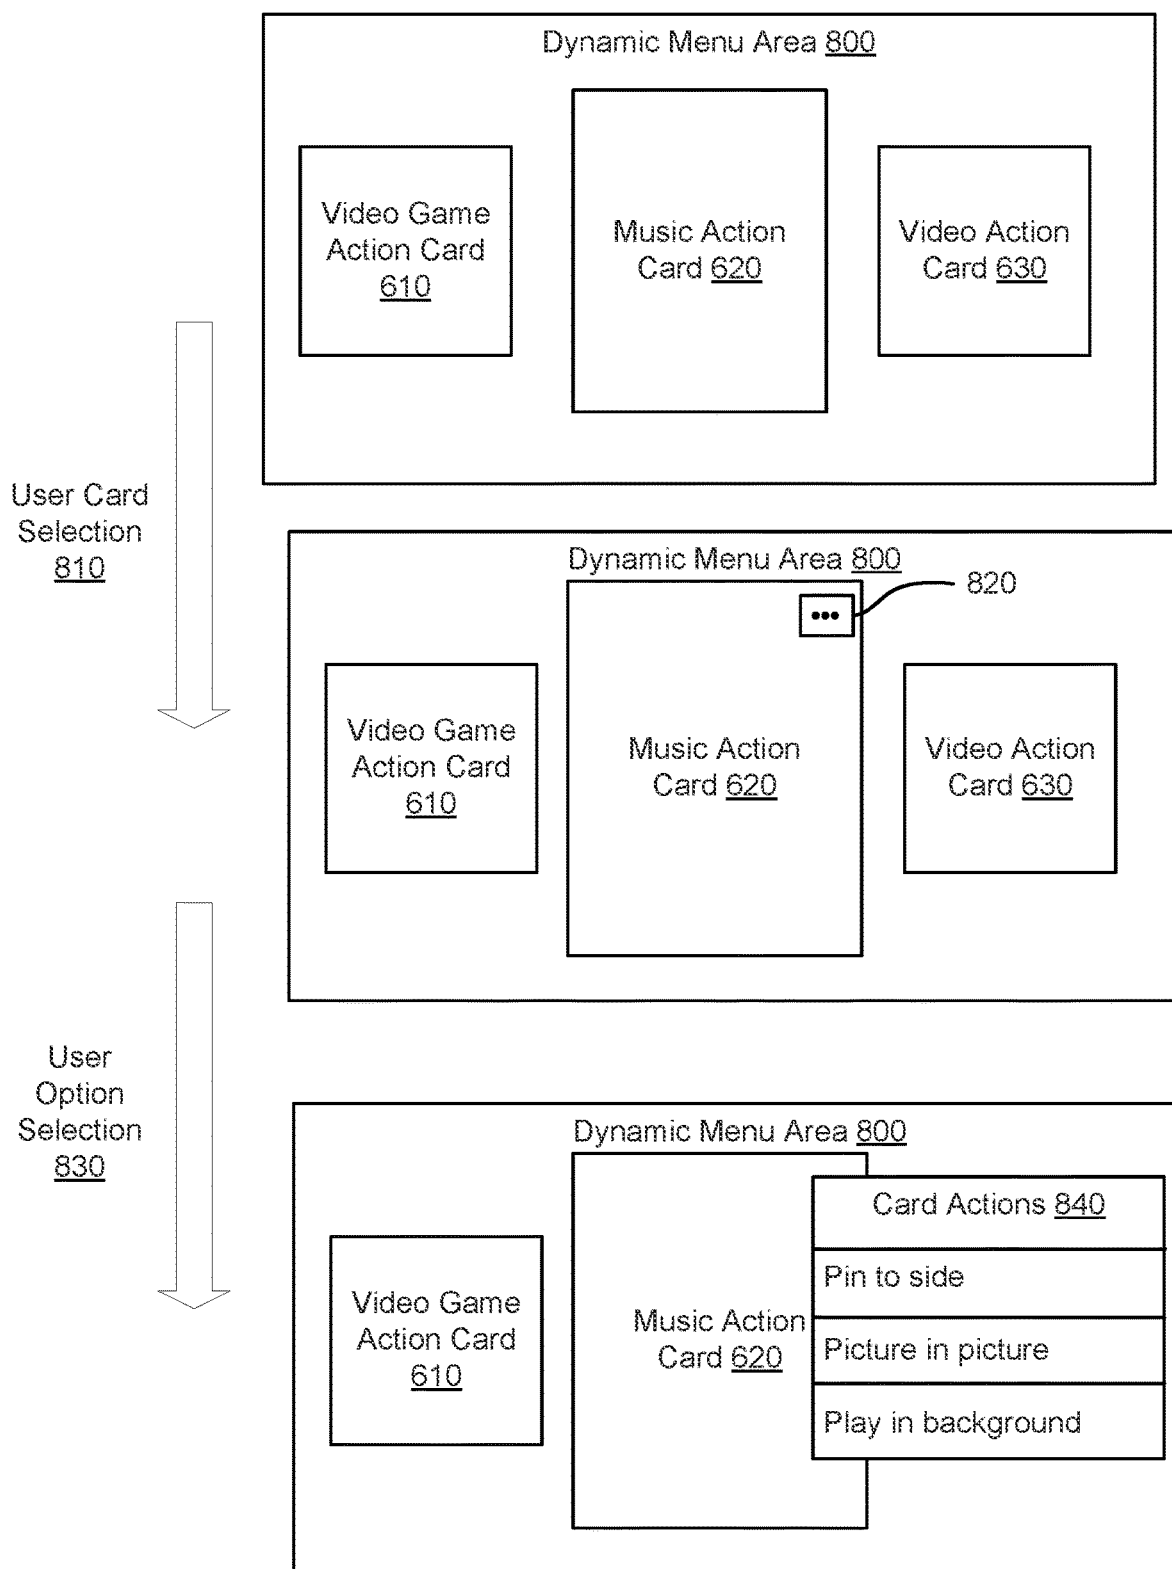 Dynamic Menu Area 800
Video Game
Action Card
610
Music Action
Card 620
Video Action
Card 630
User Card
Selection
810
Dynamic Menu Area 800
820
•••
Video Game
Action Card
610
Music Action
Card 620
Video Action
Card 630
User
Option
Selection
830
Dynamic Menu Area 800
Card Actions 840
Pin to side
Picture in picture
Play in background
Video Game
Action Card
610
Music Action
Card 620